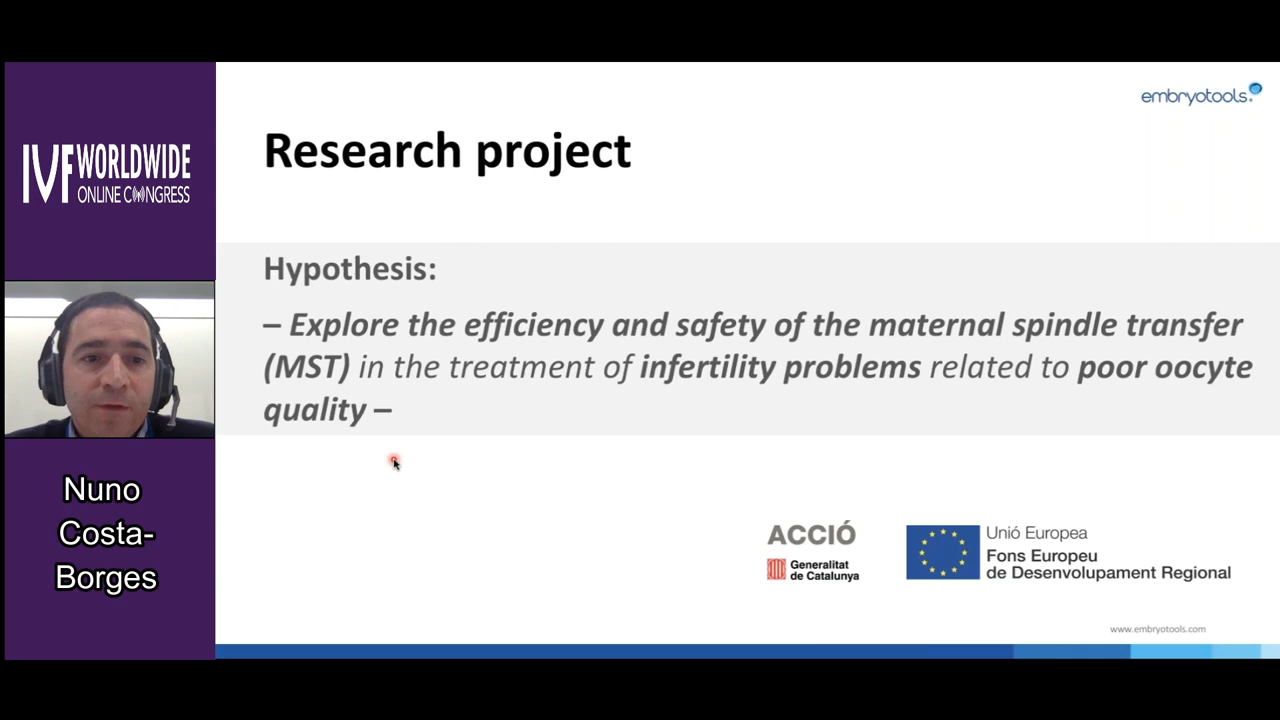 IVF WORLDWIDE
ONLINE CONGRESS
Nuno
Costa-
Borges
embryotools
Research project
Hypothesis:
– Explore the efficiency and safety of the maternal spindle transfer
(MST) in the treatment of infertility problems related to poor oocyte
quality –
ACCIÓ
Generalitat
de Catalunya
Unió Europea
Fons Europeu
de Desenvolupament Regional
www.embryotools.com